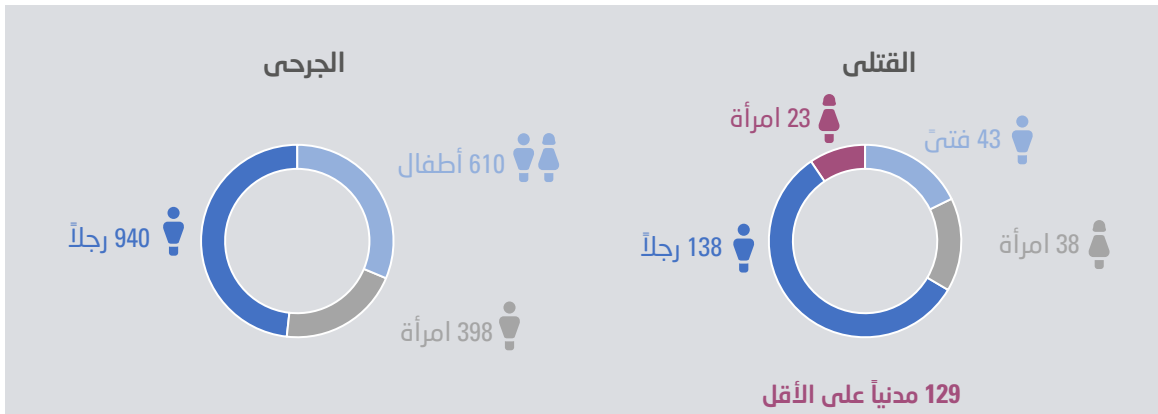 القتلى
43 فتىً
23 امرأة
38 امرأة
138 رجلاً
129 مدنياً على الأقل
الجرحى
610 أطفال
940 رجلاً
398 امرأة